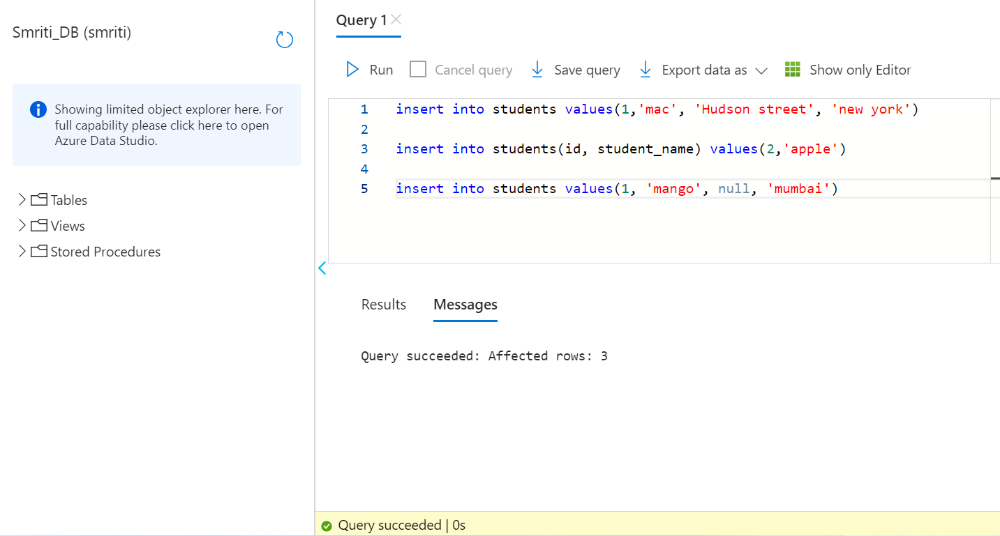 Smriti_DB (smriti)
Showing limited object explorer here. For
full capability please click here to open
Azure Data Studio.
Tables
Views
Stored Procedures
Query 1
Run Cancel query Save query Export data as Show only Editor
1 insert into students values(1,'mac', 'Hudson street', 'new york')
2
3 insert into students(id, student_name) values(2,'apple')
4
5 insert into students values(1, 'mango', null, 'mumbai')
Results Messages
Query succeeded: Affected rows: 3
Query succeeded | 0s